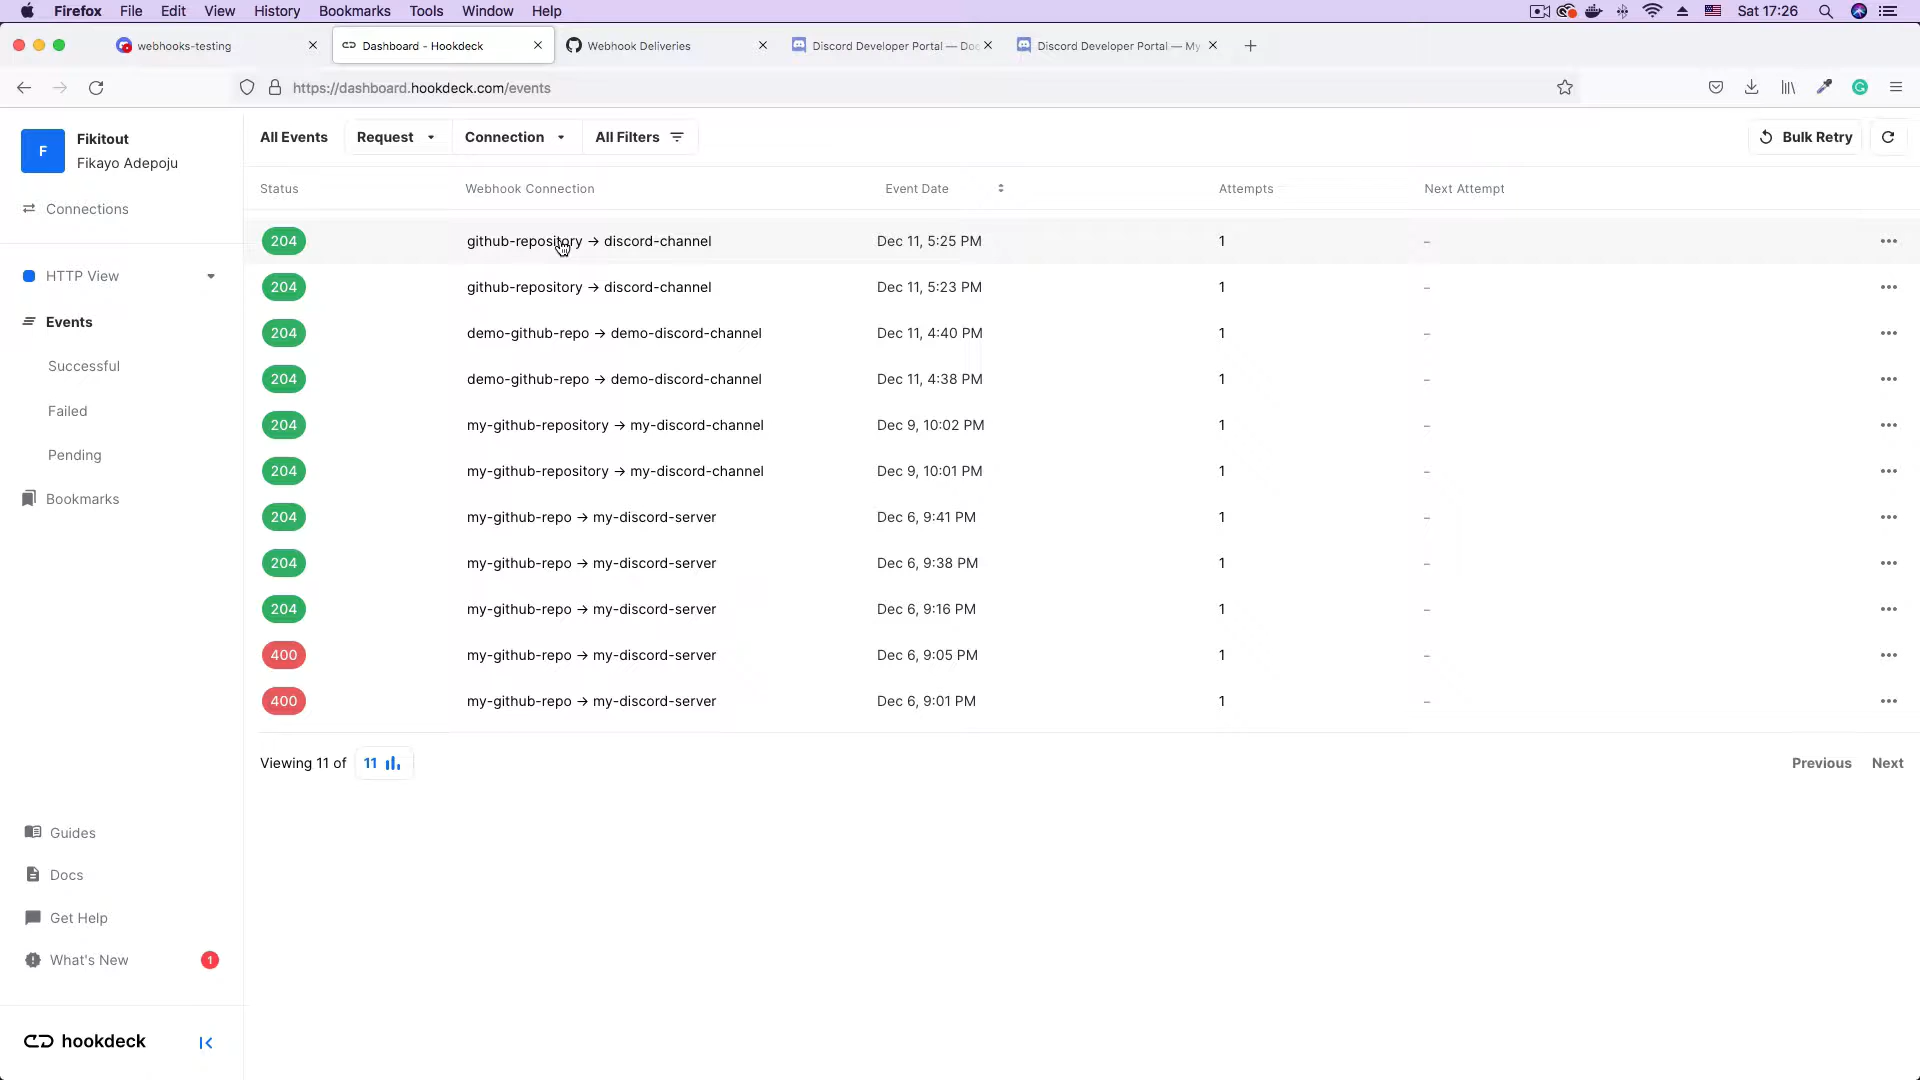 Firefox File Edit View History Bookmarks Tools Window Help Sat 17:26
webhooks-testing Dashboard - Hookdeck Webhook Deliveries Discord Developer Portal — Doc Discord Developer Portal — My
https://dashboard.hookdeck.com/events
F
Fikitout
Fikayo Adepoju
Connections
HTTP View
Events
Successful
Failed
Pending
Bookmarks
Guides
Docs
Get Help
What's New 1
hookdeck
All Events Request Connection All Filters Bulk Retry
Status Webhook Connection Event Date Attempts Next Attempt
204 github-repository → discord-channel Dec 11, 5:25 PM 1 –
204 github-repository → discord-channel Dec 11, 5:23 PM 1 –
204 demo-github-repo → demo-discord-channel Dec 11, 4:40 PM 1 –
204 demo-github-repo → demo-discord-channel Dec 11, 4:38 PM 1 –
204 my-github-repository → my-discord-channel Dec 9, 10:02 PM 1 –
204 my-github-repository → my-discord-channel Dec 9, 10:01 PM 1 –
204 my-github-repo → my-discord-server Dec 6, 9:41 PM 1 –
204 my-github-repo → my-discord-server Dec 6, 9:38 PM 1 –
204 my-github-repo → my-discord-server Dec 6, 9:16 PM 1 –
400 my-github-repo → my-discord-server Dec 6, 9:05 PM 1 –
400 my-github-repo → my-discord-server Dec 6, 9:01 PM 1 –
Viewing 11 of 11 Previous Next